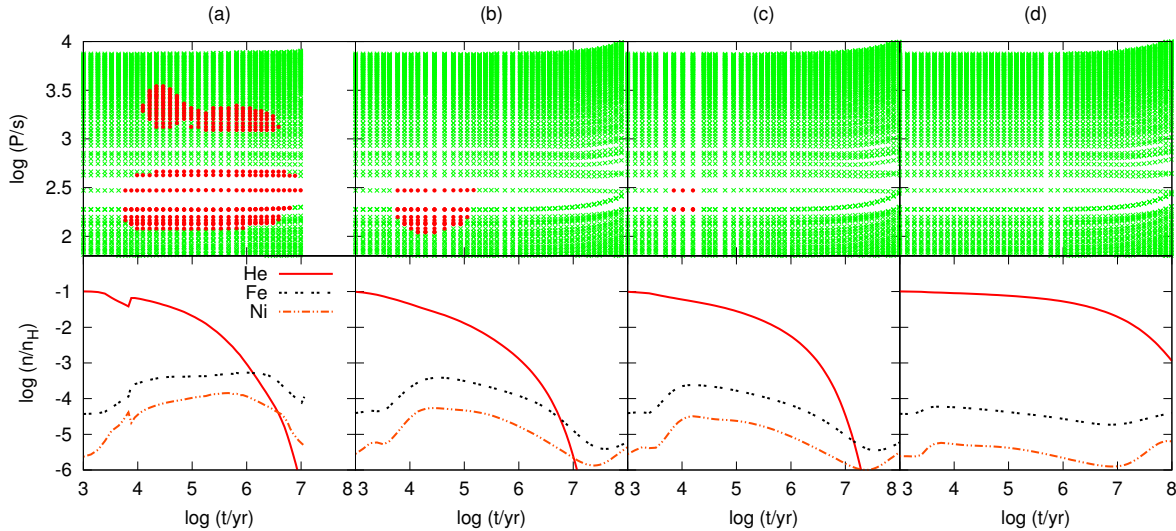 (a) (b) (c) (d)
4
3.5
3
2.5
2
log (P/s)
He
Fe
Ni
-1
-2
-3
-4
-5
-6
log (n/n_H)
3 4 5 6 7 8 3 4 5 6 7 8 3 4 5 6 7 8 3 4 5 6 7 8
log (t/yr) log (t/yr) log (t/yr) log (t/yr)